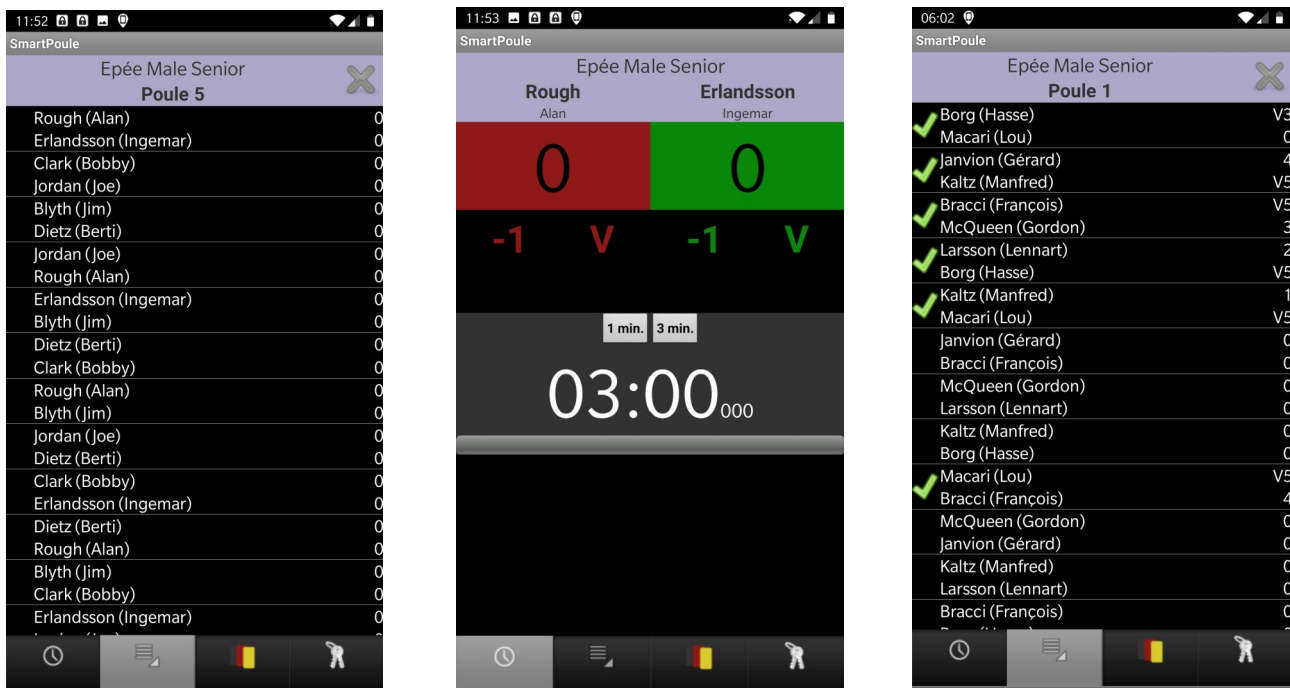 11:52
SmartPoule
Epée Male Senior
Poule 5
Rough (Alan) 0
Erlandsson (Ingemar) 0
Clark (Bobby) 0
Jordan (Joe) 0
Blyth (Jim) 0
Dietz (Berti) 0
Jordan (Joe) 0
Rough (Alan) 0
Erlandsson (Ingemar) 0
Blyth (Jim) 0
Dietz (Berti) 0
Clark (Bobby) 0
Rough (Alan) 0
Blyth (Jim) 0
Jordan (Joe) 0
Dietz (Berti) 0
Clark (Bobby) 0
Erlandsson (Ingemar) 0
Dietz (Berti) 0
Rough (Alan) 0
Blyth (Jim) 0
Clark (Bobby) 0
Erlandsson (Ingemar) 0
11:53
SmartPoule
Epée Male Senior
Rough Erlandsson
Alan Ingemar
0 0
-1 V -1 V
1 min. 3 min.
03:00 000
06:02
SmartPoule
Epée Male Senior
Poule 1
Borg (Hasse) V3
Macari (Lou) 0
Janvion (Gérard) 4
Kaltz (Manfred) V5
Bracci (François) V5
McQueen (Gordon) 3
Larsson (Lennart) 2
Borg (Hasse) V5
Kaltz (Manfred) 1
Macari (Lou) V5
Janvion (Gérard) 0
Bracci (François) 0
McQueen (Gordon) 0
Larsson (Lennart) 0
Kaltz (Manfred) 0
Borg (Hasse) 0
Macari (Lou) V5
Bracci (François) 4
McQueen (Gordon) 0
Janvion (Gérard) 0
Kaltz (Manfred) 0
Larsson (Lennart) 0
Bracci (François) 0